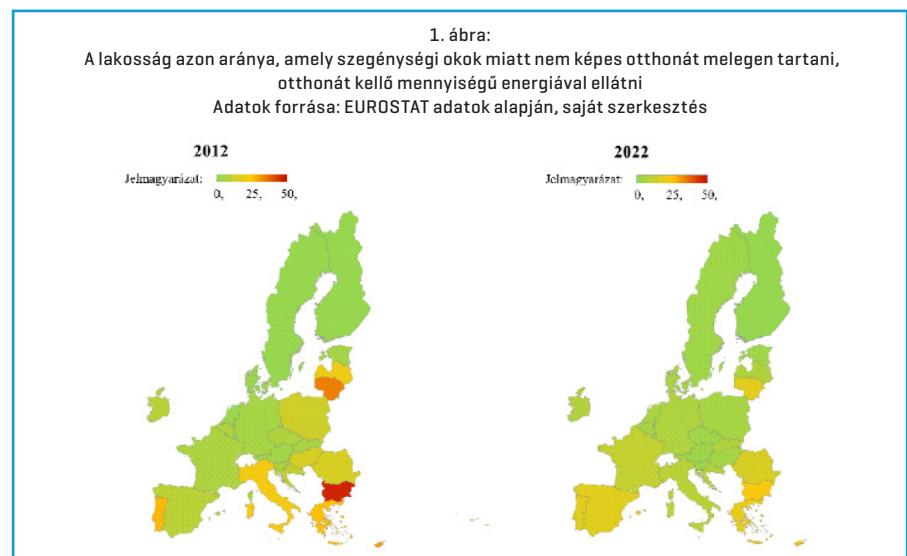 1. ábra:
A lakosság azon aránya, amely szegénységi okok miatt nem képes otthonát melegen tartani,
otthonát kellő mennyiségű energiával ellátni
Adatok forrása: EUROSTAT adatok alapján, saját szerkesztés
2012
Jelmagyarázat:
0, 25, 50,
2022
Jelmagyarázat:
0, 25, 50,